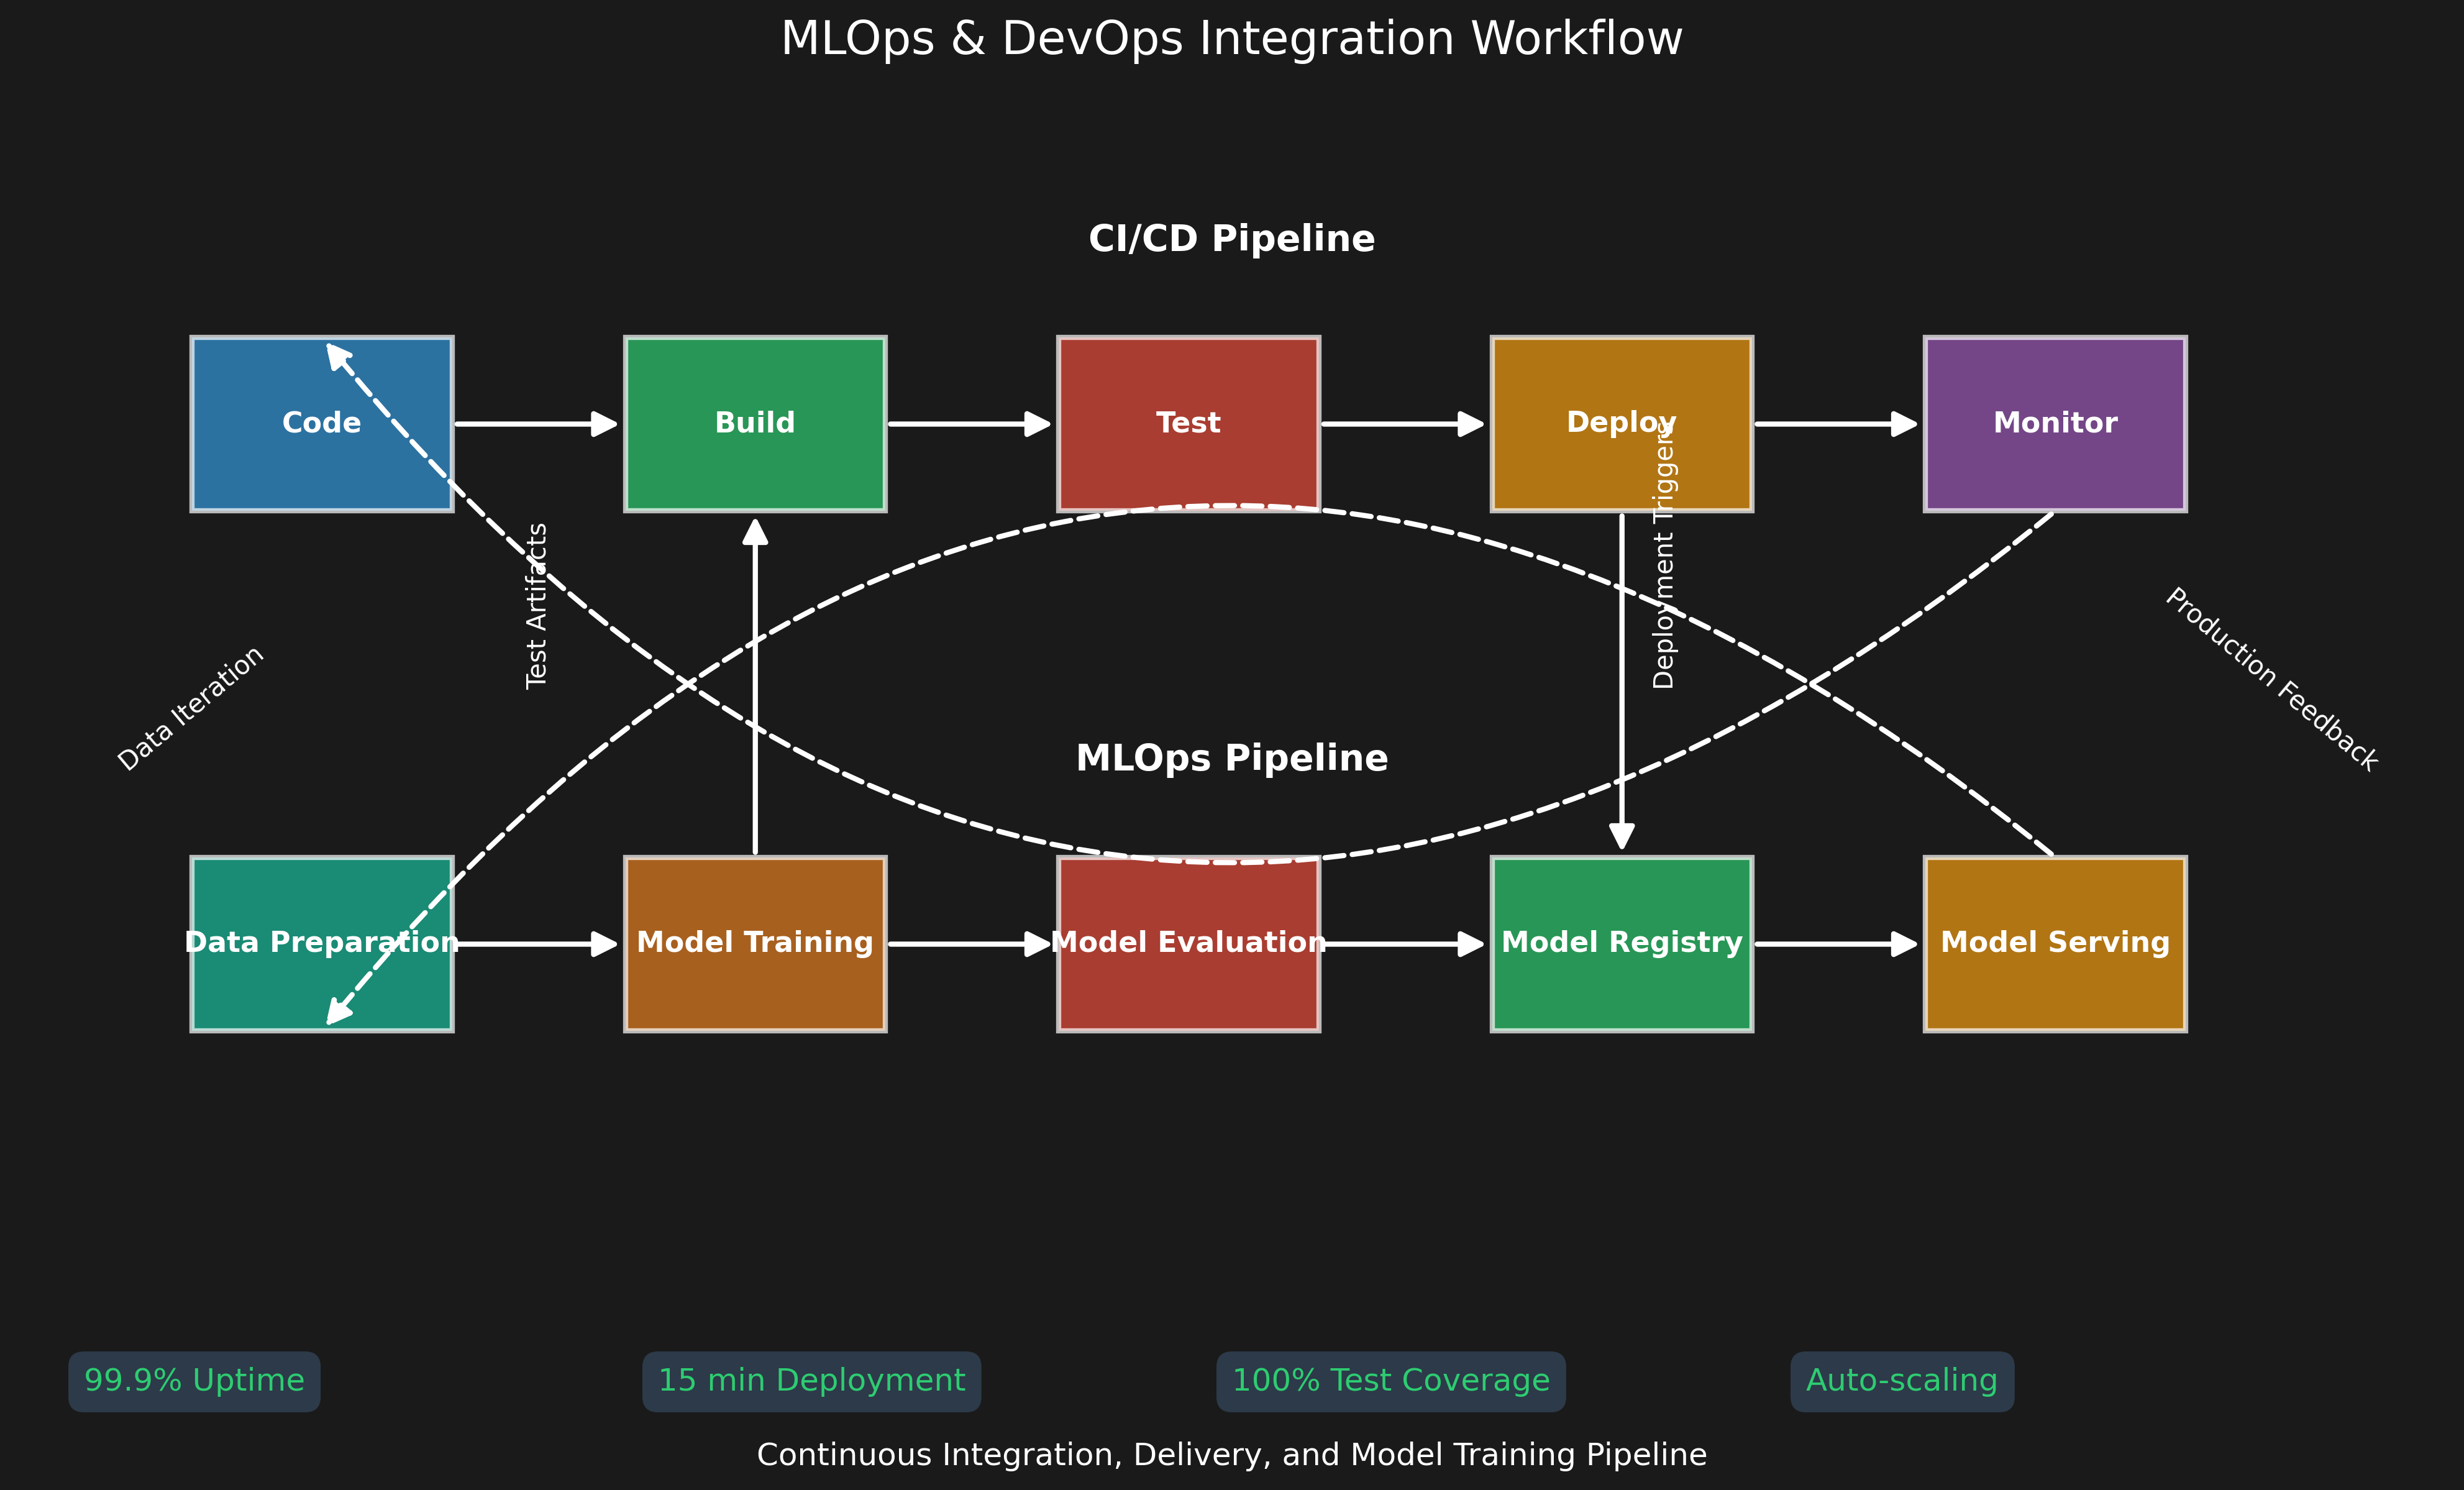 MLOps & DevOps Integration Workflow
CI/CD Pipeline
Code
Build
Test
Deploy
Monitor
Test Artifacts
Deployment Triggers
Data Iteration
Production Feedback
MLOps Pipeline
Data Preparation
Model Training
Model Evaluation
Model Registry
Model Serving
99.9% Uptime
15 min Deployment
100% Test Coverage
Auto-scaling
Continuous Integration, Delivery, and Model Training Pipeline